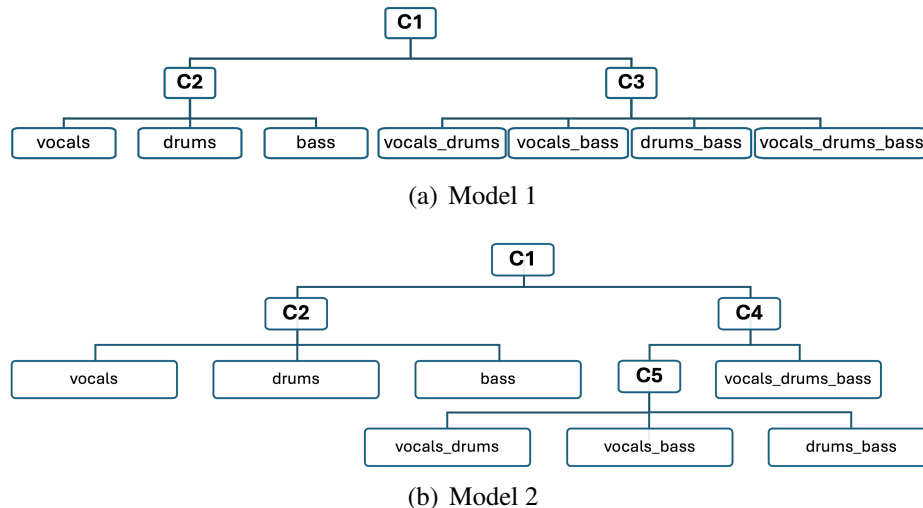 C1
C2 C3
vocals drums bass vocals_drums vocals_bass drums_bass vocals_drums_bass
(a) Model 1
C1
C2 C4
vocals drums bass C5 vocals_drums_bass
vocals_drums vocals_bass drums_bass
(b) Model 2